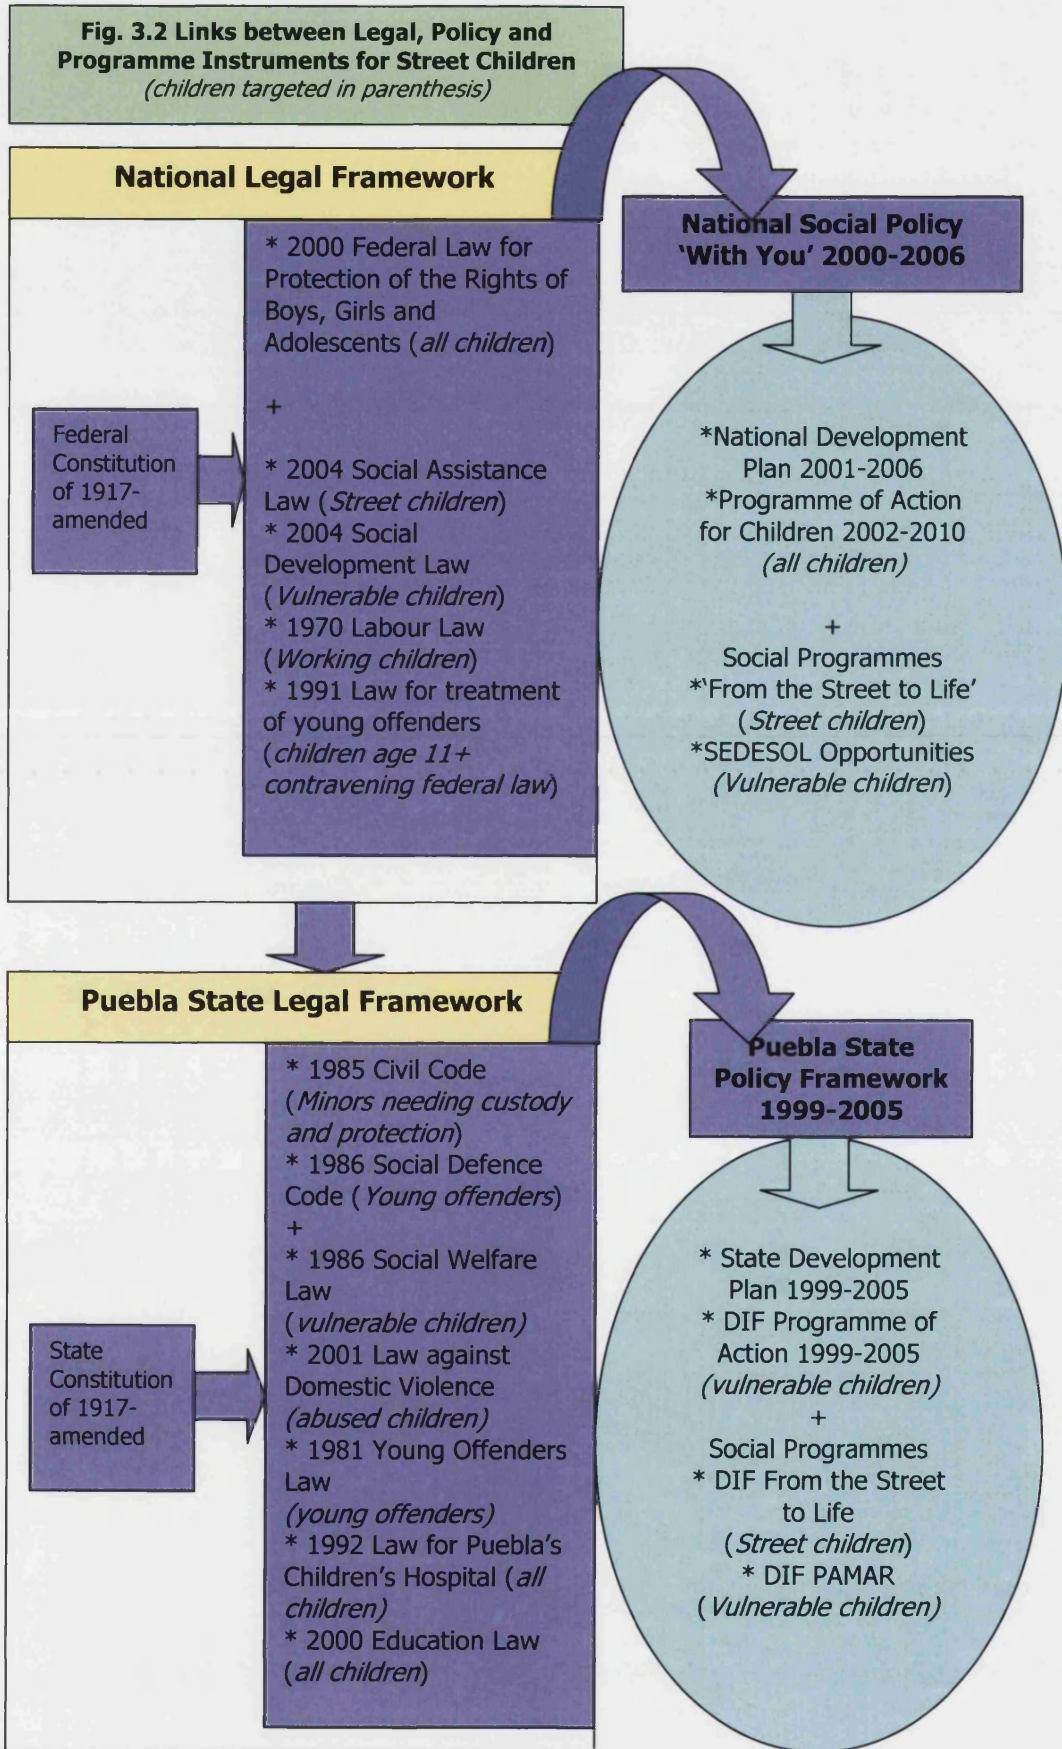 Fig. 3.2 Links between Legal, Policy and
Programme Instruments for Street Children
(children targeted in parenthesis)
National Legal Framework
Federal
Constitution
of 1917-
amended
* 2000 Federal Law for
Protection of the Rights of
Boys, Girls and
Adolescents (all children)
+
* 2004 Social Assistance
Law (Street children)
* 2004 Social
Development Law
(Vulnerable children)
* 1970 Labour Law
(Working children)
* 1991 Law for treatment
of young offenders
(children age 11+
contravening federal law)
National Social Policy
‘With You’ 2000-2006
*National Development
Plan 2001-2006
*Programme of Action
for Children 2002-2010
(all children)
+
Social Programmes
*‘From the Street to Life’
(Street children)
*SEDESOL Opportunities
(Vulnerable children)
Puebla State Legal Framework
State
Constitution
of 1917-
amended
* 1985 Civil Code
(Minors needing custody
and protection)
* 1986 Social Defence
Code ( Young offenders)
+
* 1986 Social Welfare
Law
(vulnerable children)
* 2001 Law against
Domestic Violence
(abused children)
* 1981 Young Offenders
Law
(young offenders)
* 1992 Law for Puebla’s
Children’s Hospital (all
children)
* 2000 Education Law
(all children)
Puebla State
Policy Framework
1999-2005
* State Development
Plan 1999-2005
* DIF Programme of
Action 1999-2005
(vulnerable children)
+
Social Programmes
* DIF From the Street
to Life
(Street children)
* DIF PAMAR
( Vulnerable children)